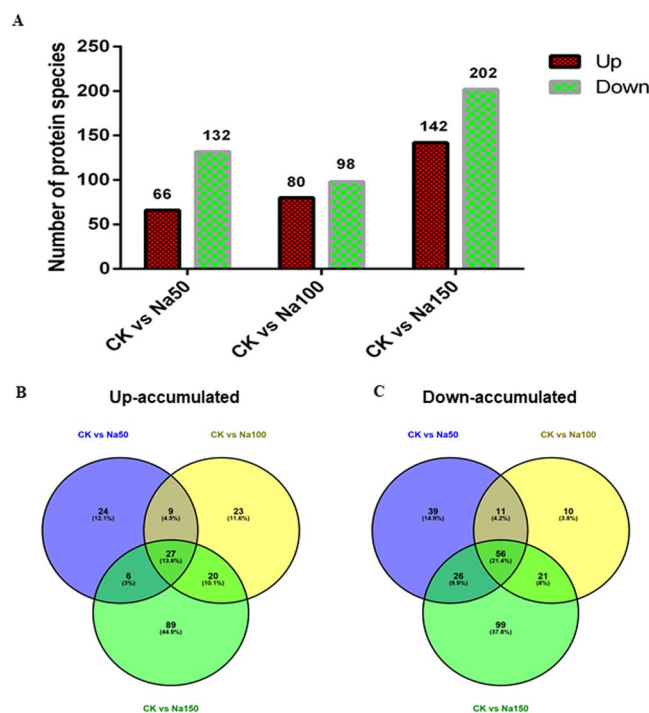 A
Number of protein species
250
200
150
100
50
0
66
132
80
98
142
202
Up
Down
CK vs Na50
CK vs Na100
CK vs Na150
B
Up-accumulated
CK vs Na50
CK vs Na100
24
(12.1%)
9
(4.5%)
23
(11.6%)
27
(13.6%)
6
(3%)
20
(10.1%)
89
(44.9%)
CK vs Na150
C
Down-accumulated
CK vs Na50
CK vs Na100
39
(14.9%)
11
(4.2%)
10
(3.8%)
56
(21.4%)
26
(9.9%)
21
(8%)
99
(37.8%)
CK vs Na150